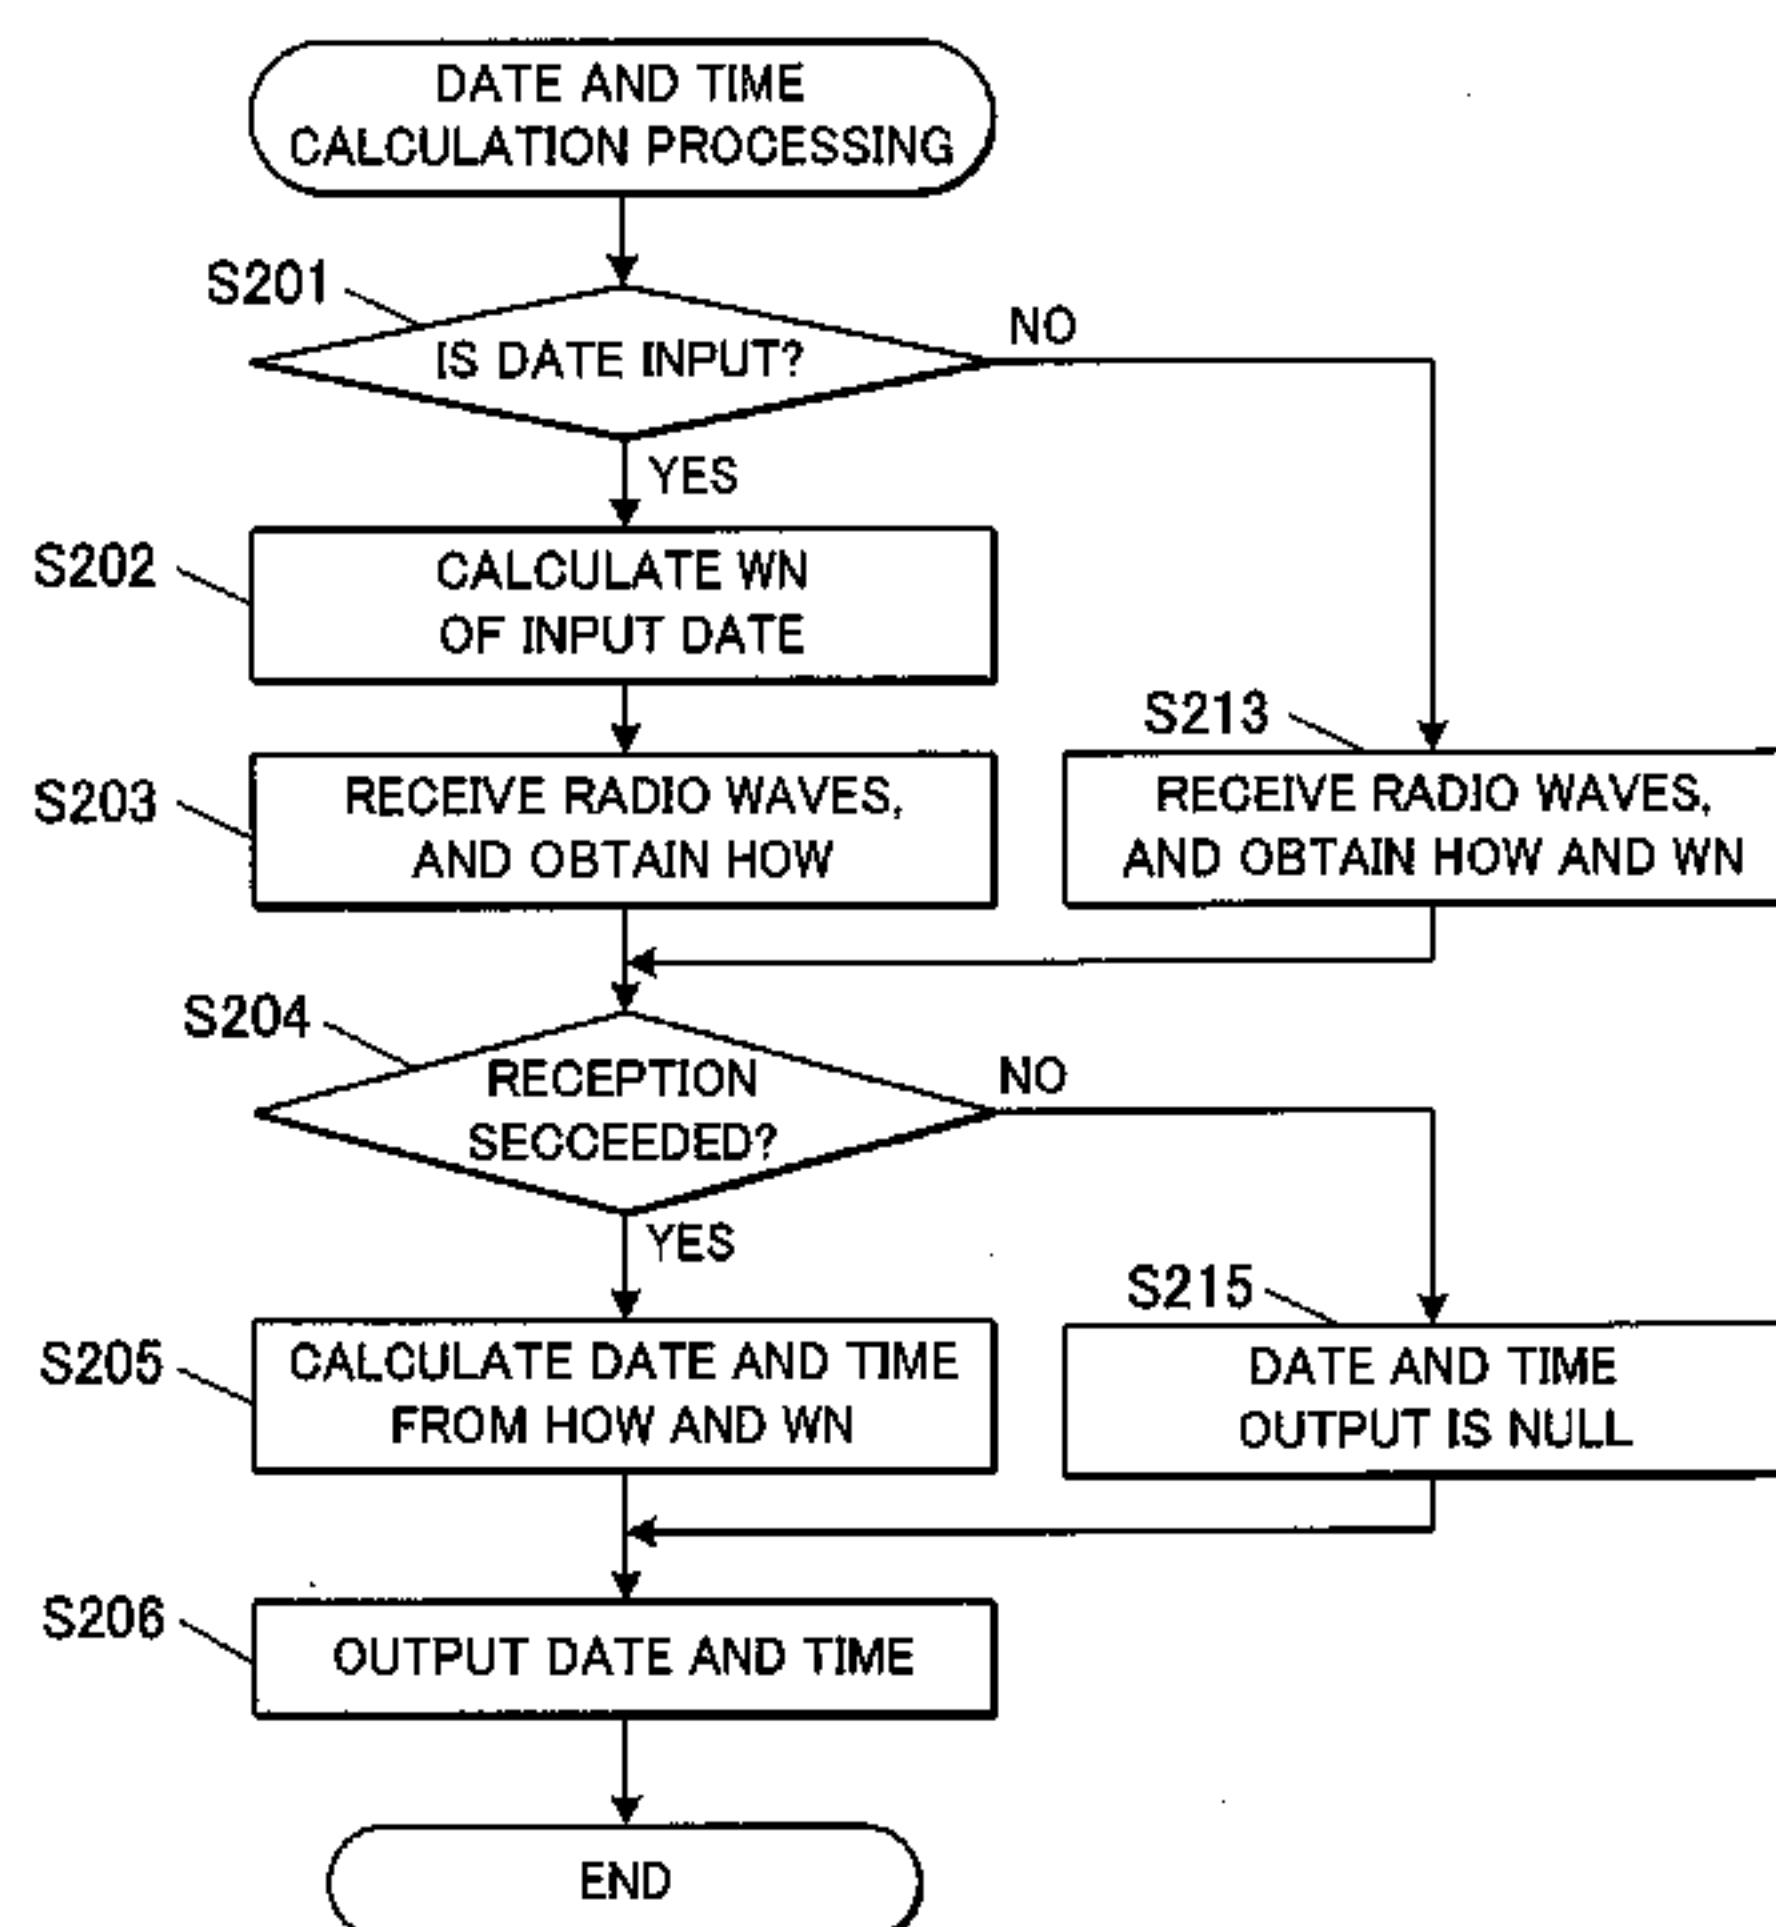 DATE AND TIME
CALCULATION PROCESSING
S201
IS DATE INPUT?
NO
YES
S202
CALCULATE WN
OF INPUT DATE
S203
RECEIVE RADIO WAVES,
AND OBTAIN HOW
S213
RECEIVE RADIO WAVES,
AND OBTAIN HOW AND WN
S204
RECEPTION
SECCEEDED?
NO
YES
S205
CALCULATE DATE AND TIME
FROM HOW AND WN
S215
DATE AND TIME
OUTPUT IS NULL
S206
OUTPUT DATE AND TIME
END